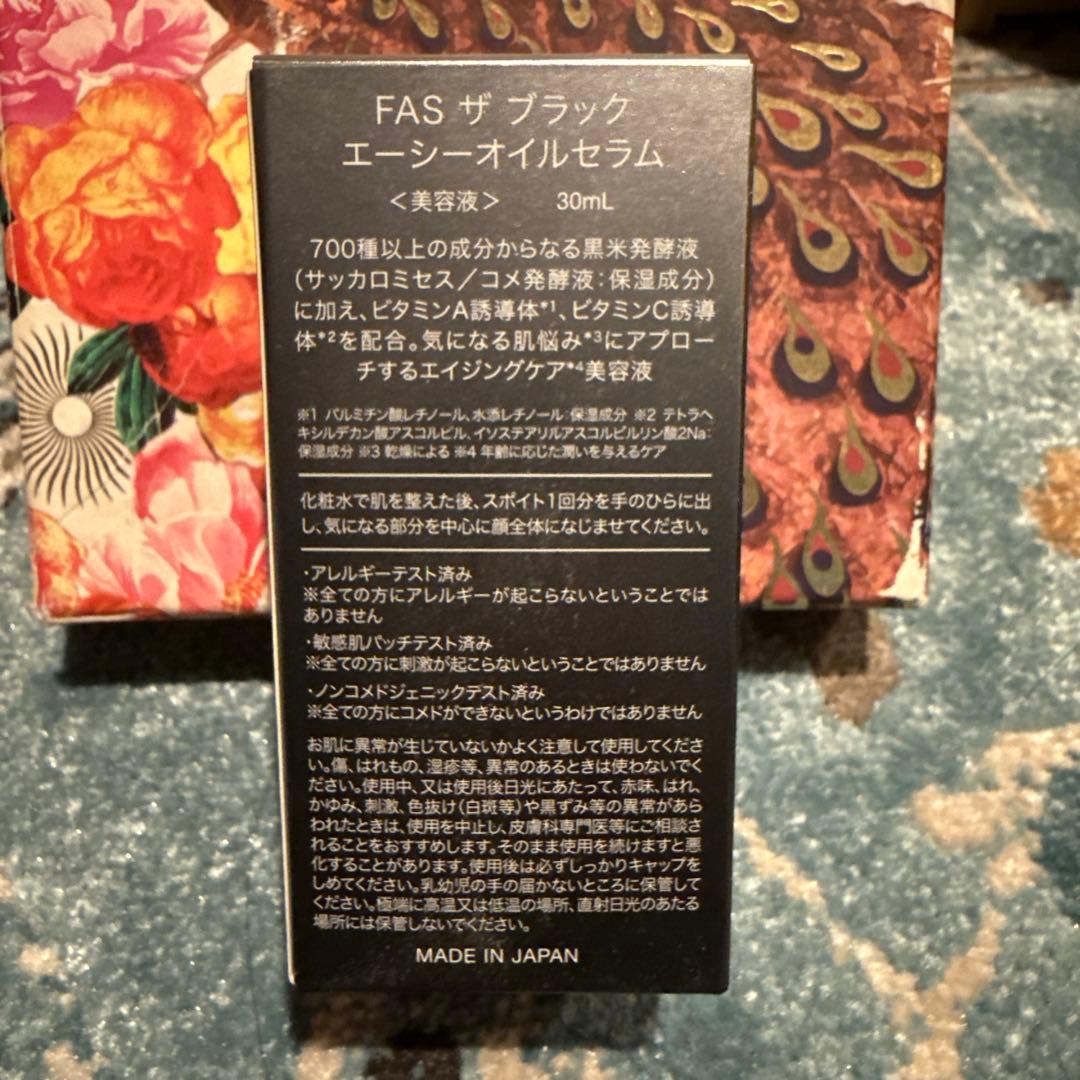 FAS ザ ブラック
エーシーオイルセラム
＜美容液＞ 30mL
700種以上の成分からなる黒米発酵液
（サッカロミセス／コメ発酵液：保湿成分）
に加え、ビタミンA誘導体*1、ビタミンC誘導
体*2を配合。気になる肌悩み*3にアプロー
チするエイジングケア*4美容液
※1 パルミチン酸レチノール、水添レチノール：保湿成分 ※2 テトラヘ
キシルデカン酸アスコルビル、イソステアリルアスコルビルリン酸2Na：
保湿成分 ※3 乾燥による ※4 年齢に応じた潤いを与えるケア
化粧水で肌を整えた後、スポイト1回分を手のひらに出
し、気になる部分を中心に顔全体になじませてください。
・アレルギーテスト済み
※全ての方にアレルギーが起こらないということでは
ありません
・敏感肌パッチテスト済み
※全ての方に刺激が起こらないということではありません
・ノンコメドジェニックテスト済み
※全ての方にコメドができないというわけではありません
お肌に異常が生じていないかよく注意して使用してくださ
い。傷、はれもの、湿疹等、異常のあるときは使わないでく
ださい。使用中、又は使用後日光にあたって、赤味、はれ、
かゆみ、刺激、色抜け（白斑等）や黒ずみ等の異常があら
われたときは、使用を中止し、皮膚科専門医等にご相談さ
れることをおすすめします。そのまま使用を続けますと悪
化することがあります。使用後は必ずしっかりキャップを
しめてください。乳幼児の手の届かないところに保管して
ください。極端に高温又は低温の場所、直射日光のあたる
場所には保管しないでください。
MADE IN JAPAN